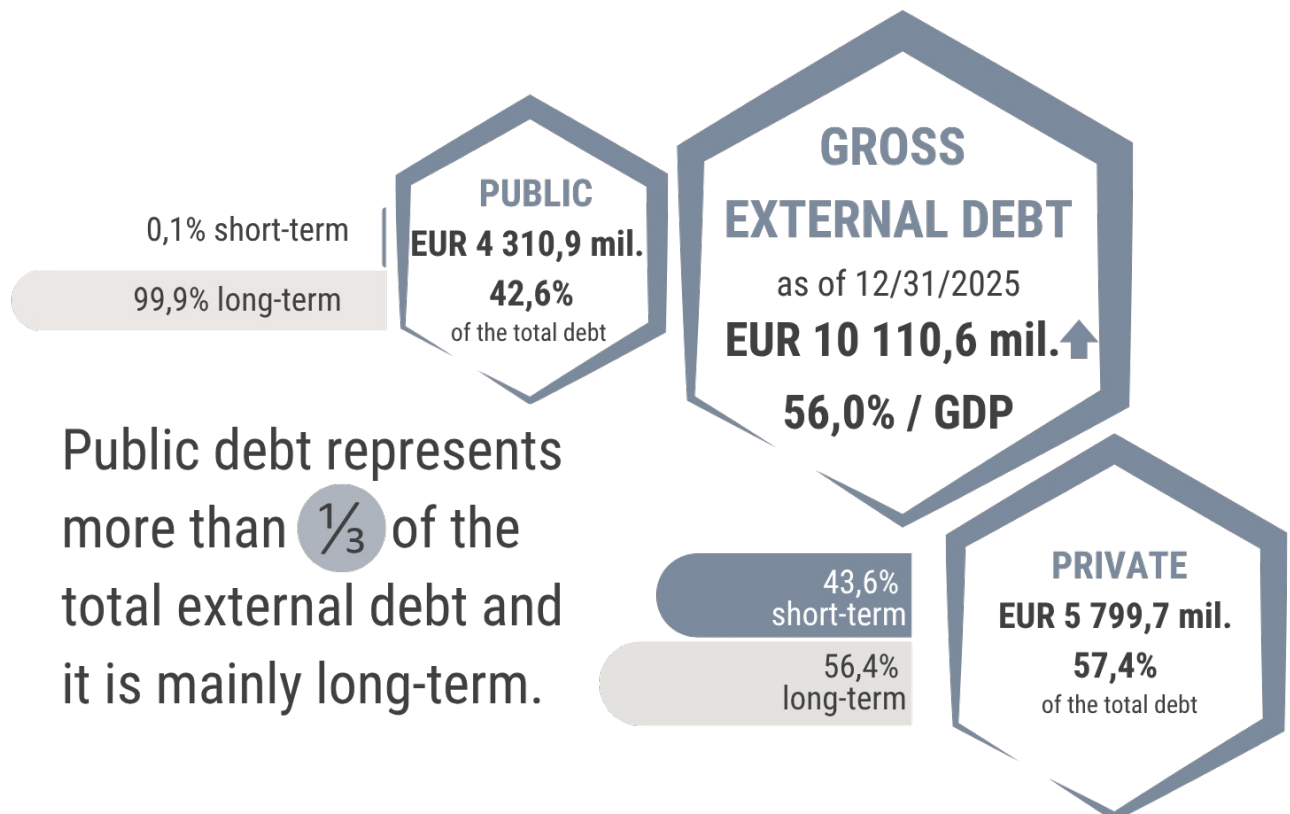 GROSS
EXTERNAL DEBT
as of 12/31/2025
EUR 10 110,6 mil.
56,0% / GDP
PUBLIC
EUR 4 310,9 mil.
42,6%
of the total debt
0,1% short-term
99,9% long-term
Public debt represents
more than ⅓ of the
total external debt and
it is mainly long-term.
PRIVATE
EUR 5 799,7 mil.
57,4%
of the total debt
43,6%
short-term
56,4%
long-term